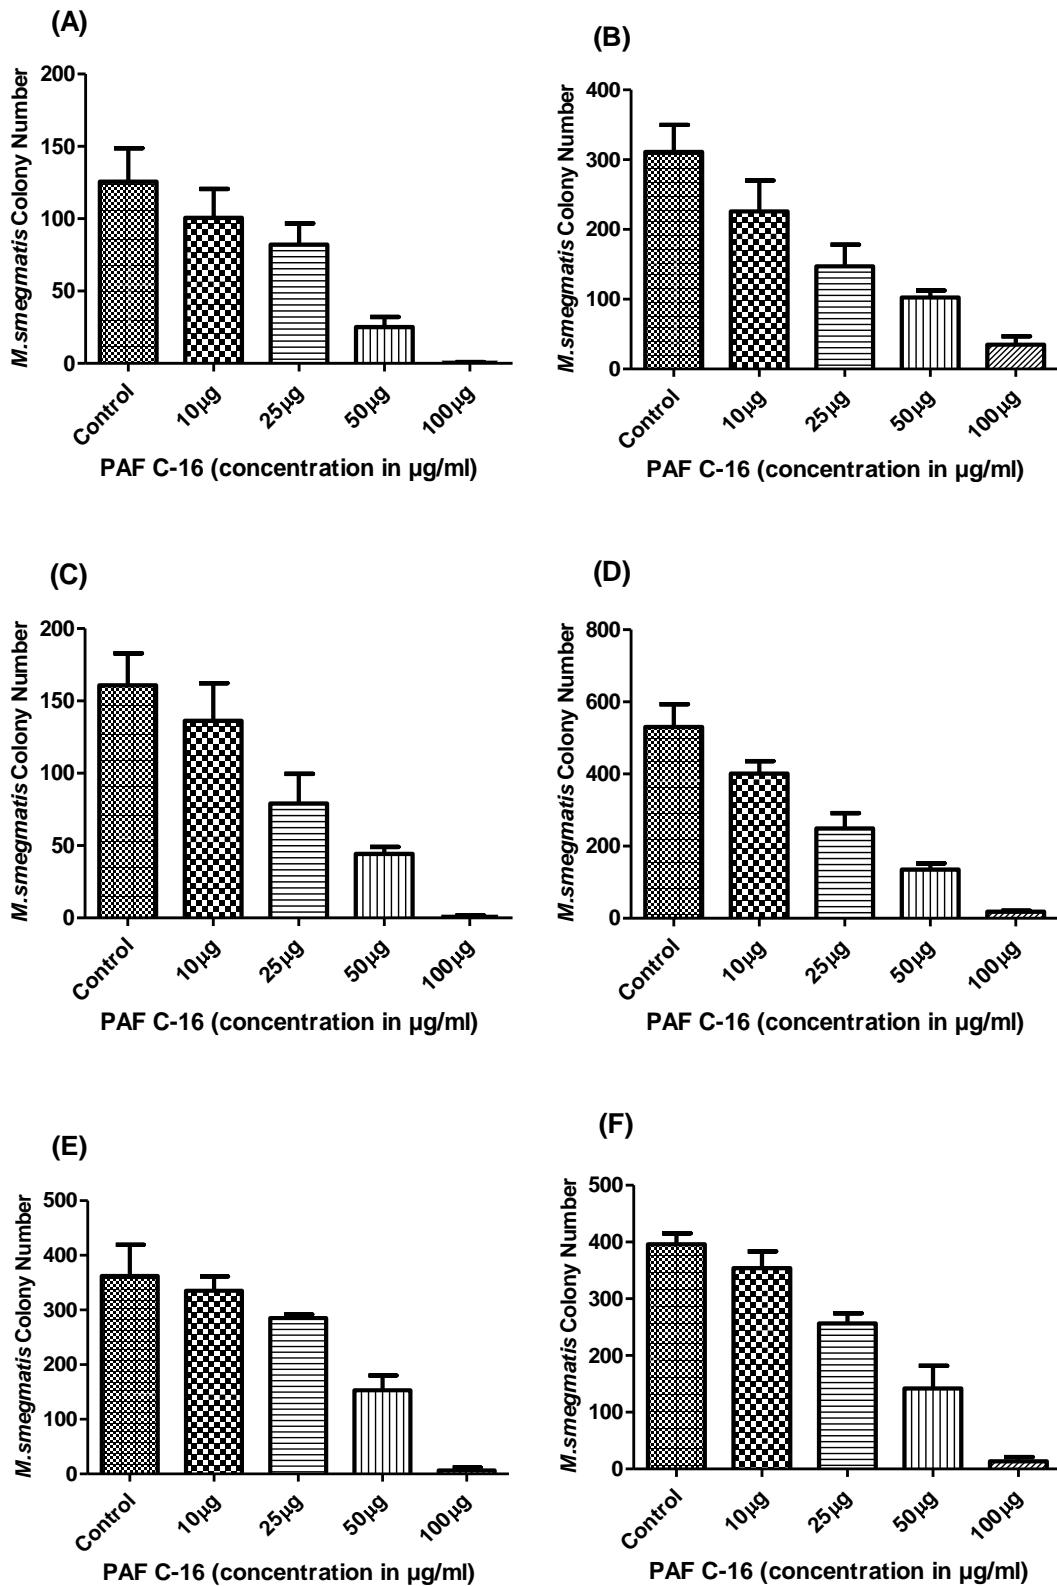 (A)
M.smegmatis Colony Number
200
150
100
50
0
Control
10µg
25µg
50µg
100µg
PAF C-16 (concentration in µg/ml)
(B)
M.smegmatis Colony Number
400
300
200
100
0
Control
10µg
25µg
50µg
100µg
PAF C-16 (concentration in µg/ml)
(C)
M.smegmatis Colony Number
200
150
100
50
0
Control
10µg
25µg
50µg
100µg
PAF C-16 (concentration in µg/ml)
(D)
M.smegmatis Colony Number
800
600
400
200
0
Control
10µg
25µg
50µg
100µg
PAF C-16 (concentration in µg/ml)
(E)
M.smegmatis Colony Number
500
400
300
200
100
0
Control
10µg
25µg
50µg
100µg
PAF C-16 (concentration in µg/ml)
(F)
M.smegmatis Colony Number
500
400
300
200
100
0
Control
10µg
25µg
50µg
100µg
PAF C-16 (concentration in µg/ml)